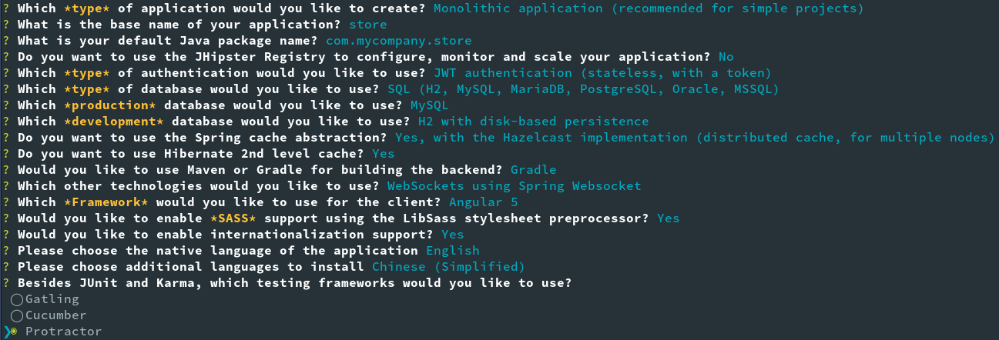 ? Which *type* of application would you like to create? Monolithic application (recommended for simple projects)
? What is the base name of your application? store
? What is your default Java package name? com.mycompany.store
? Do you want to use the JHipster Registry to configure, monitor and scale your application? No
? Which *type* of authentication would you like to use? JWT authentication (stateless, with a token)
? Which *type* of database would you like to use? SQL (H2, MySQL, MariaDB, PostgreSQL, Oracle, MSSQL)
? Which *production* database would you like to use? MySQL
? Which *development* database would you like to use? H2 with disk-based persistence
? Do you want to use the Spring cache abstraction? Yes, with the Hazelcast implementation (distributed cache, for multiple nodes)
? Do you want to use Hibernate 2nd level cache? Yes
? Would you like to use Maven or Gradle for building the backend? Gradle
? Which other technologies would you like to use? WebSockets using Spring Websocket
? Which *Framework* would you like to use for the client? Angular 5
? Would you like to enable *SASS* support using the LibSass stylesheet preprocessor? Yes
? Would you like to enable internationalization support? Yes
? Please choose the native language of the application English
? Please choose additional languages to install Chinese (Simplified)
? Besides JUnit and Karma, which testing frameworks would you like to use?
◯ Gatling
◯ Cucumber
❯◉ Protractor